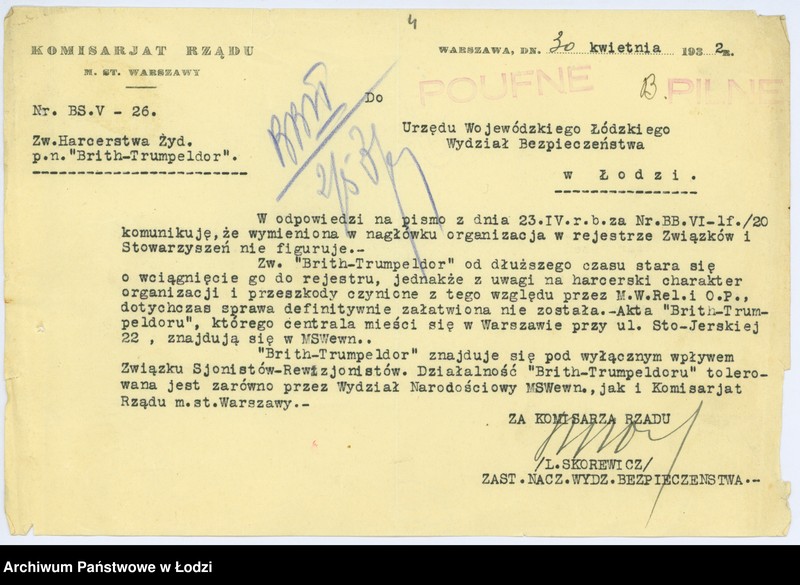 4
KOMISARJAT RZĄDU
M. ST. WARSZAWY
WARSZAWA, DN. 30 kwietnia 1932r.
POUFNE
B. PILNE
Nr. BS.V - 26.
Zw.Harcerstwa Żyd.
p.n."Brith-Trumpeldor".
Do
Urzędu Wojewódzkiego Łódzkiego
Wydział Bezpieczeństwa
w Łodzi.
2/5
W odpowiedzi na pismo z dnia 23.IV.r.b.za Nr.BB.VI-lf./20
komunikuję,że wymieniona w nagłówku organizacja w rejestrze Związków i
Stowarzyszeń nie figuruje.-
Zw. "Brith-Trumpeldor" od dłuższego czasu stara się
o wciągnięcie go do rejestru, jednakże z uwagi na harcerski charakter
organizacji i przeszkody czynione z tego względu przez M.W.Rel.i O.P.,
dotychczas sprawa definitywnie załatwiona nie została.-Akta "Brith-Trum-
peldoru", którego centrala mieści się w Warszawie przy ul. Sto-Jerskiej
22 , znajdują się w MSWewn..
"Brith-Trumpeldor" znajduje się pod wyłącznym wpływem
Związku Sjonistów-Rewizjonistów. Działalność "Brith-Trumpeldoru" tolero-
wana jest zarówno przez Wydział Narodościowy MSWewn.,jak i Komisarjat
Rządu m.st.Warszawy.-
ZA KOMISARZA RZADU
/L.SKOREWICZ/
ZAST.NACZ.WYDZ.BEZPIECZEŃSTWA.-
Archiwum Państwowe w Łodzi